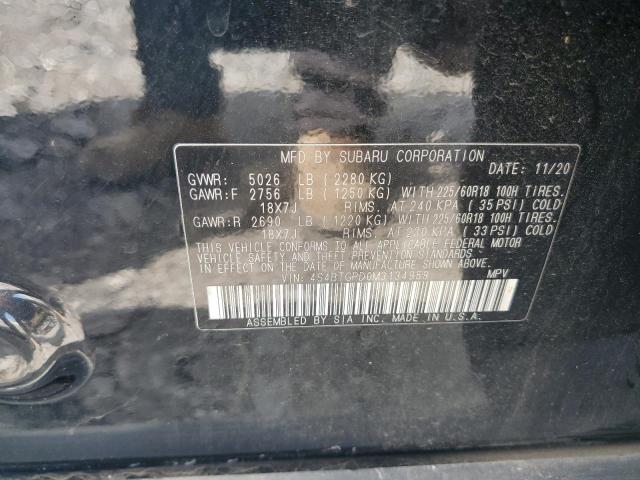 MFD BY SUBARU CORPORATION
DATE: 11/20
GVWR: 5026 LB ( 2280 KG)
GAWR:F 2756 LB ( 1250 KG) WITH 225/60R18 100H TIRES.
18X7J RIMS. AT 240 KPA ( 35 PSI) COLD
GAWR:R 2690 LB ( 1220 KG) WITH 225/60R18 100H TIRES.
18X7J RIMS. AT 230 KPA ( 33 PSI) COLD
THIS VEHICLE CONFORMS TO ALL APPLICABLE FEDERAL MOTOR
VEHICLE SAFETY, BUMPER, AND THEFT PREVENTION STANDARDS
IN EFFECT ON THE DATE OF MANUFACTURE SHOWN ABOVE.
VIN: 4S4BTGPD0M3134959 MPV
ASSEMBLED BY SIA INC. MADE IN U.S.A.